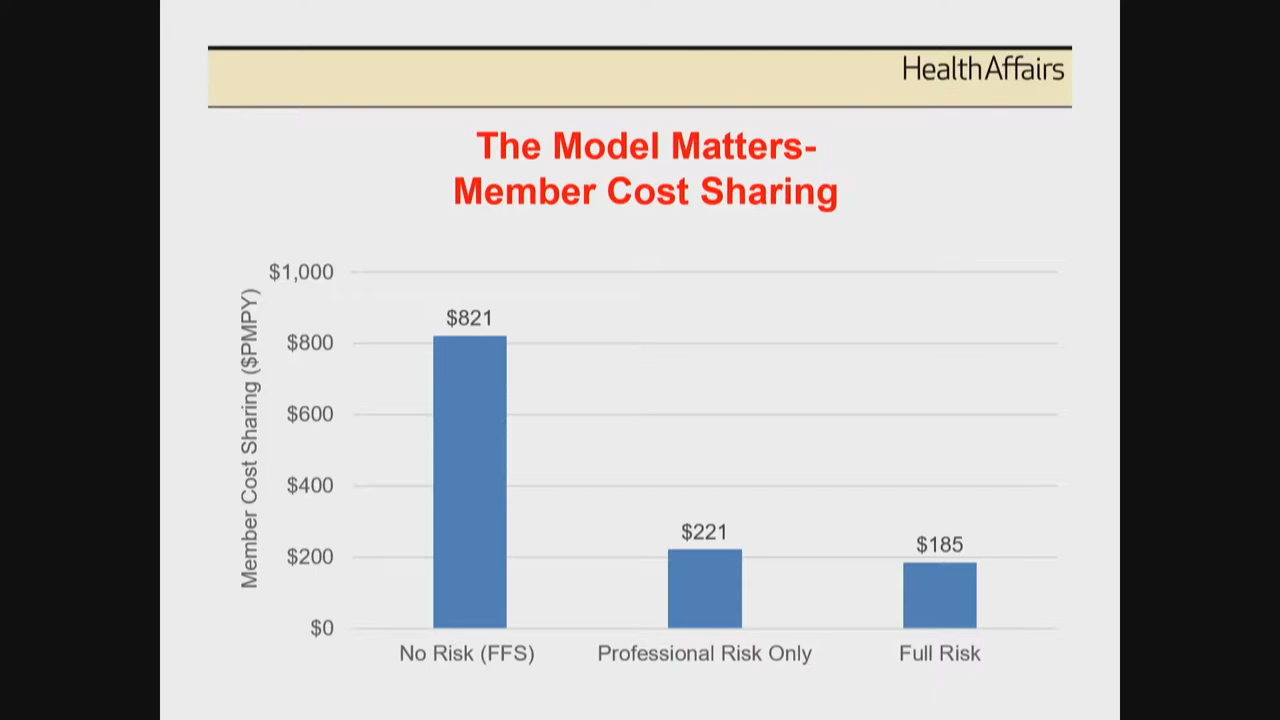 HealthAffairs
The Model Matters-
Member Cost Sharing
Member Cost Sharing ($PMPY)
$1,000
$800
$600
$400
$200
$0
$821
$221
$185
No Risk (FFS)
Professional Risk Only
Full Risk